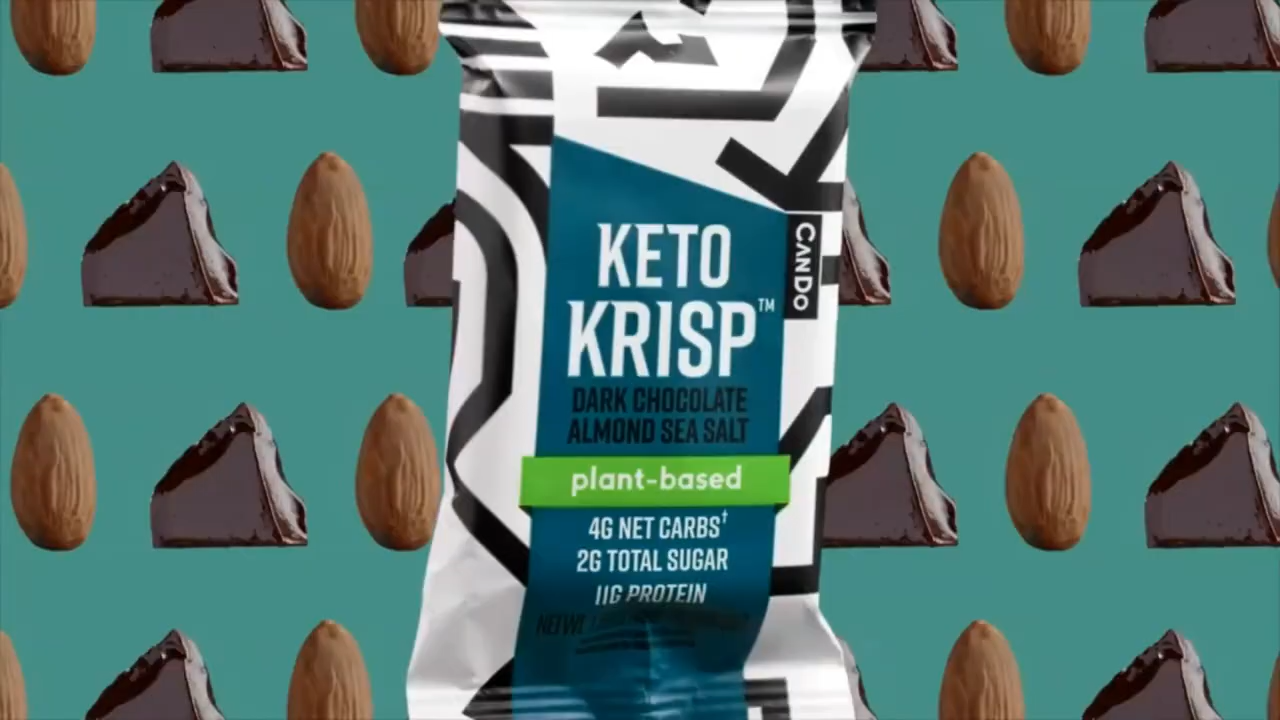 KETO
KRISP™
CANDO
DARK CHOCOLATE
ALMOND SEA SALT
plant-based
4G NET CARBS†
2G TOTAL SUGAR
11G PROTEIN